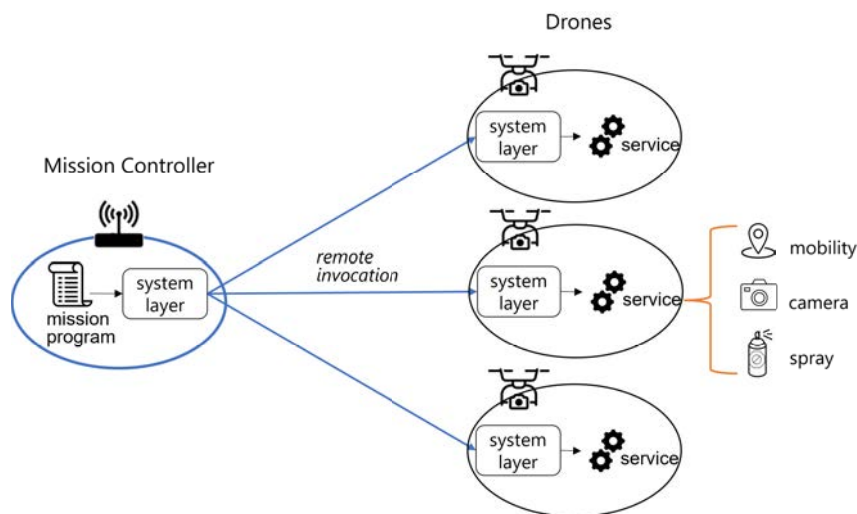 Drones
system
layer
service
Mission Controller
mission
program
system
layer
remote
invocation
system
layer
service
mobility
camera
spray
system
layer
service